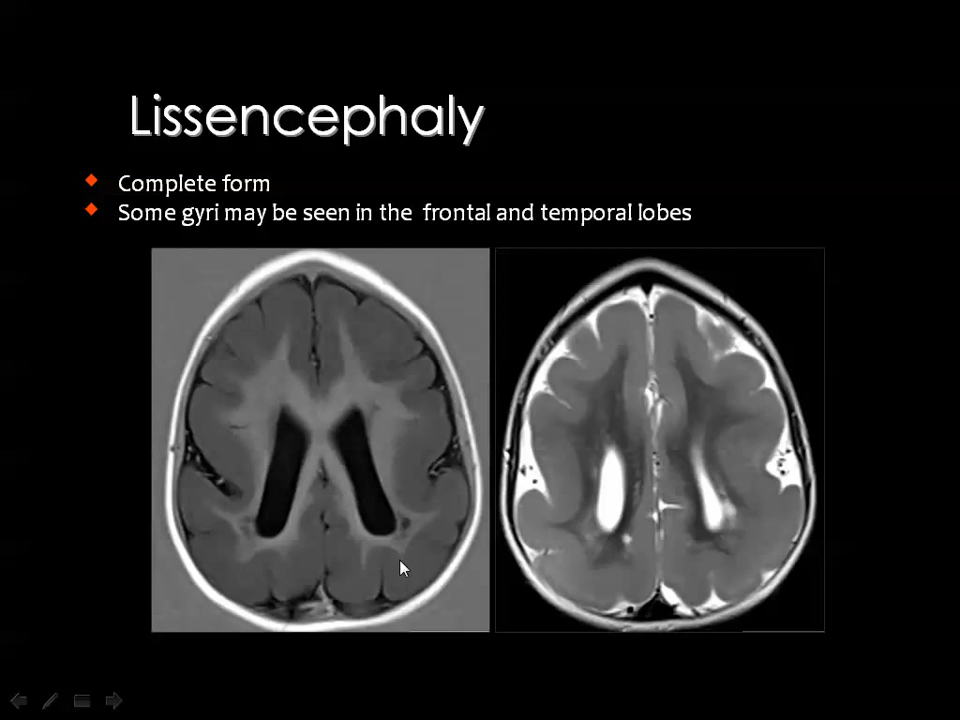 Lissencephaly
Complete form
Some gyri may be seen in the frontal and temporal lobes